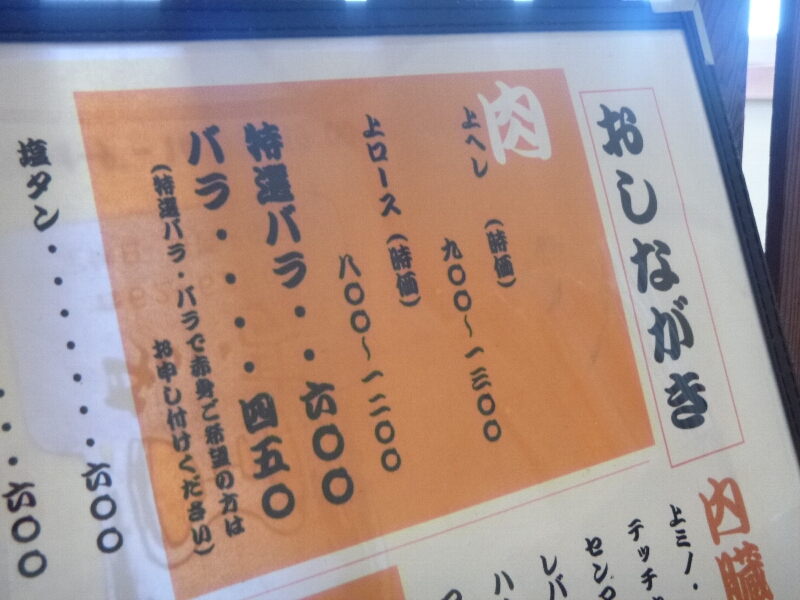 おしながき
肉
上ヘレ (時価)
九〇〇～一三〇〇
上ロース (時価)
八〇〇～一二〇〇
特選バラ・・六〇〇
バラ・・・・四五〇
(特選バラ・バラで赤身ご希望の方は
お申し付けください)
塩タン・・・・・・・六〇〇
・・・六〇〇
内臓
上ミノ・
テッチ
セン
レバ
ハ